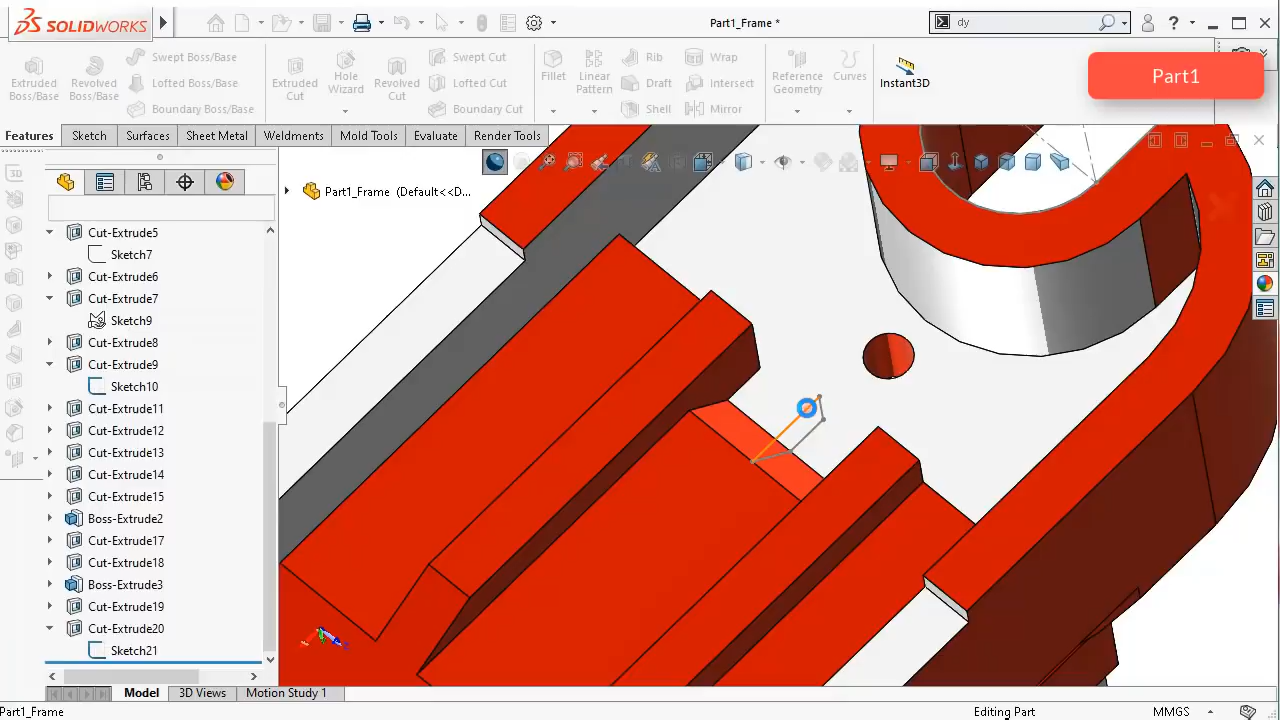 SOLIDWORKS
Part1_Frame *
dy
?
Part1
Extruded Boss/Base
Revolved Boss/Base
Swept Boss/Base
Lofted Boss/Base
Boundary Boss/Base
Extruded Cut
Hole Wizard
Revolved Cut
Swept Cut
Lofted Cut
Boundary Cut
Fillet
Linear Pattern
Rib
Draft
Shell
Wrap
Intersect
Mirror
Reference Geometry
Curves
Instant3D
Features
Sketch
Surfaces
Sheet Metal
Weldments
Mold Tools
Evaluate
Render Tools
Part1_Frame (Default<<D...
Cut-Extrude5
Sketch7
Cut-Extrude6
Cut-Extrude7
Sketch9
Cut-Extrude8
Cut-Extrude9
Sketch10
Cut-Extrude11
Cut-Extrude12
Cut-Extrude13
Cut-Extrude14
Cut-Extrude15
Boss-Extrude2
Cut-Extrude17
Cut-Extrude18
Boss-Extrude3
Cut-Extrude19
Cut-Extrude20
Sketch21
Model
3D Views
Motion Study 1
Part1_Frame
Editing Part
MMGS